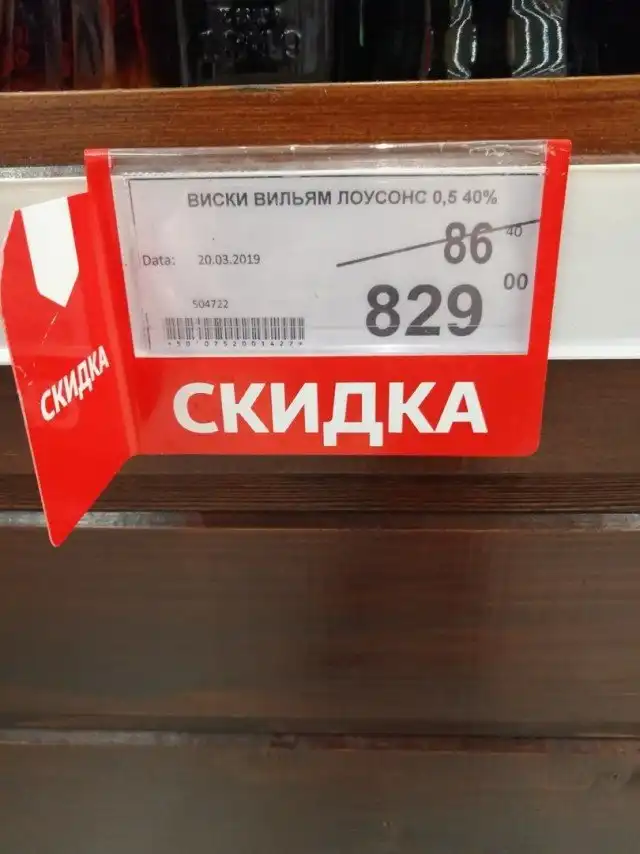 ВИСКИ ВИЛЬЯМ ЛОУСОНС 0,5 40%
86 40
Data: 20.03.2019
829 00
504722
СКИДКА
СКИДКА